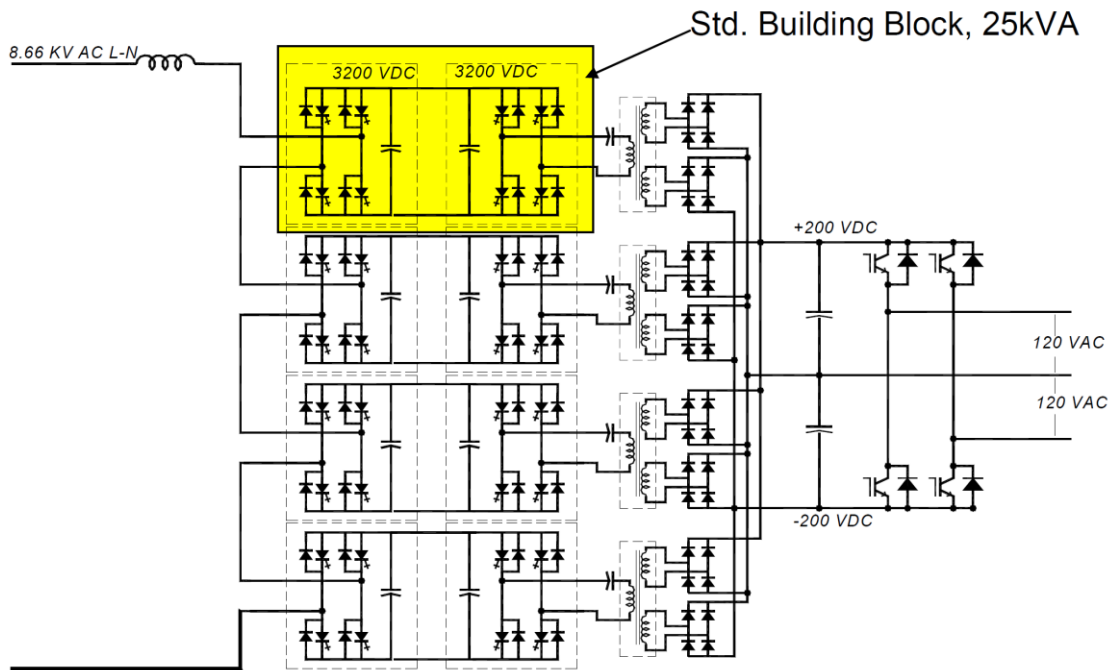 Std. Building Block, 25kVA
8.66 KV AC L-N
3200 VDC
3200 VDC
+200 VDC
120 VAC
120 VAC
-200 VDC